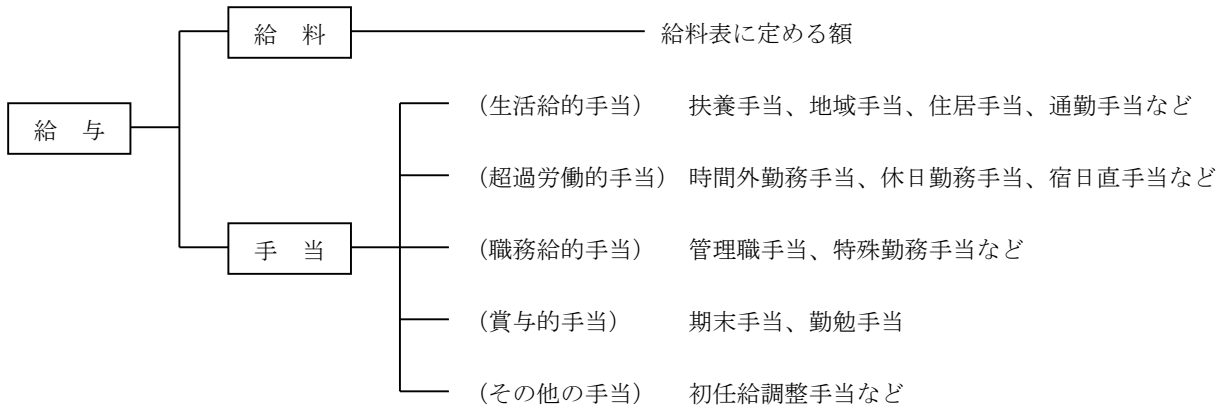 給　料 給料表に定める額
(生活給的手当) 扶養手当、地域手当、住居手当、通勤手当など
給　与
(超過労働的手当) 時間外勤務手当、休日勤務手当、宿日直手当など
手　当 (職務給的手当) 管理職手当、特殊勤務手当など
(賞与的手当) 期末手当、勤勉手当
(その他の手当) 初任給調整手当など